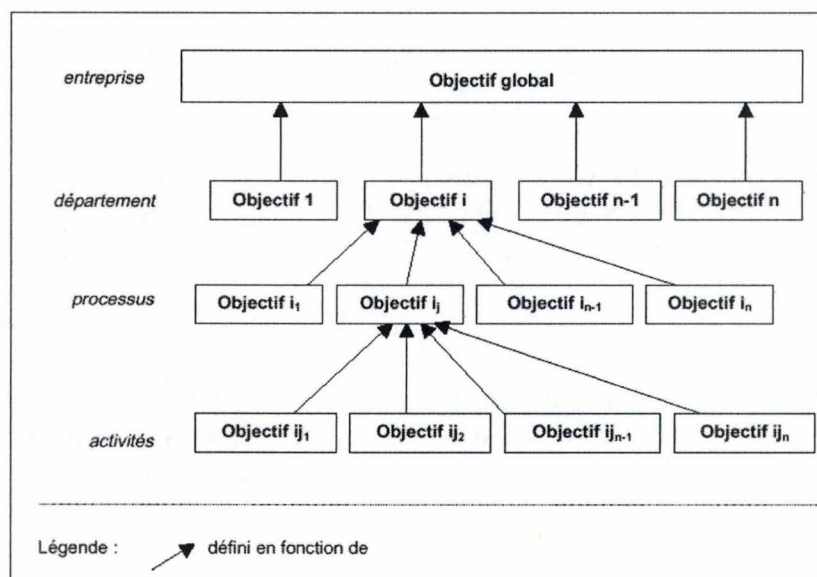 entreprise Objectif global
département Objectif 1 Objectif i Objectif n-1 Objectif n
processus Objectif i₁ Objectif iⱼ Objectif iₙ₋₁ Objectif iₙ
activités Objectif ij₁ Objectif ij₂ Objectif ijₙ₋₁ Objectif ijₙ
Légende : défini en fonction de